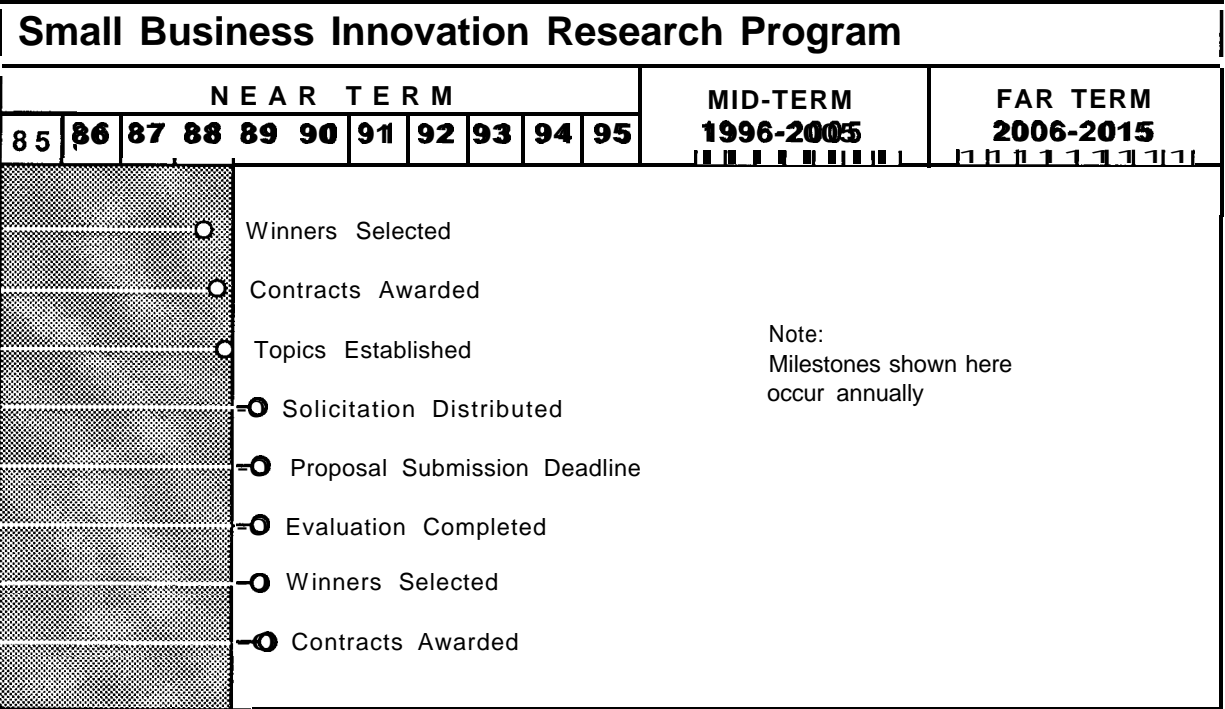 Small Business Innovation Research Program
NEAR TERM
MID-TERM
FAR TERM
85 86 87 88 89 90 91 92 93 94 95
1996-2005
2006-2015
Winners Selected
Contracts Awarded
Topics Established
Note:
Milestones shown here
occur annually
Solicitation Distributed
Proposal Submission Deadline
Evaluation Completed
Winners Selected
Contracts Awarded